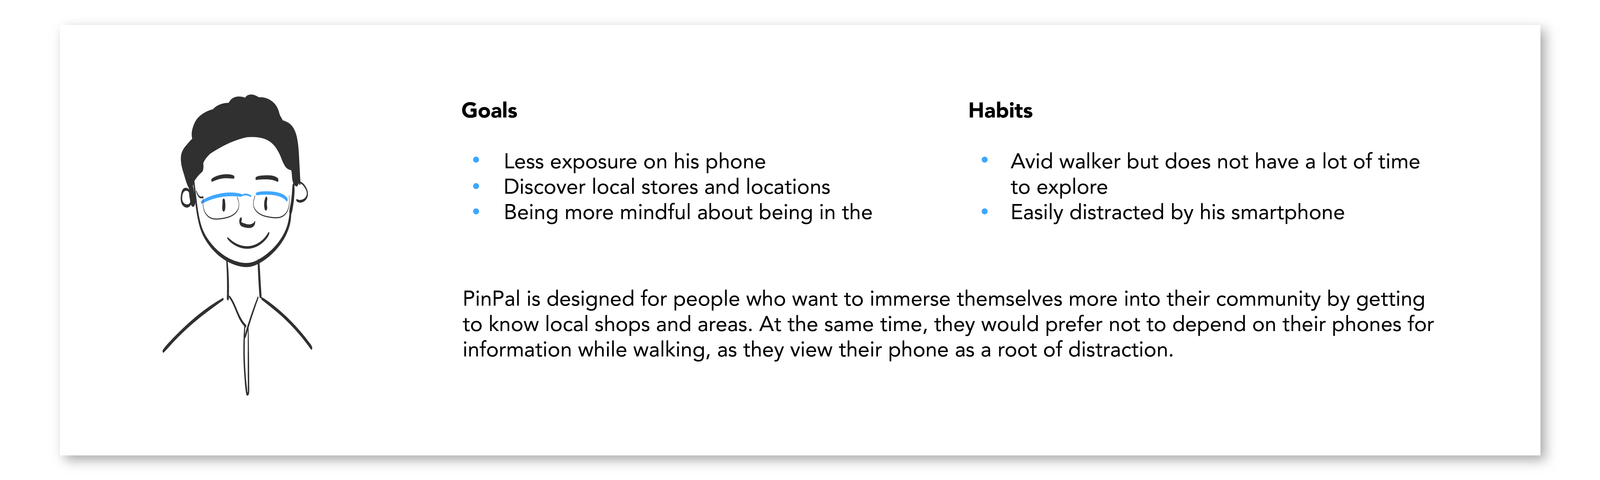 Goals
Less exposure on his phone
Discover local stores and locations
Being more mindful about being in the
Habits
Avid walker but does not have a lot of time
to explore
Easily distracted by his smartphone
PinPal is designed for people who want to immerse themselves more into their community by getting
to know local shops and areas. At the same time, they would prefer not to depend on their phones for
information while walking, as they view their phone as a root of distraction.